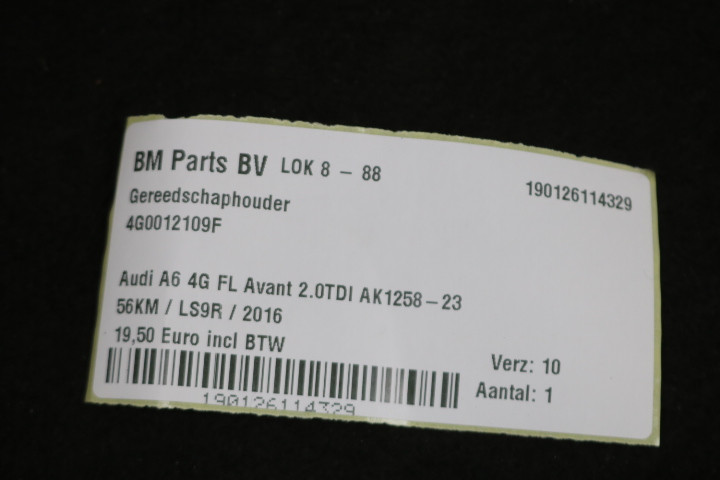 BM Parts BV LOK 8 - 88
190126114329
Gereedschaphouder
4G0012109F
Audi A6 4G FL Avant 2.0TDI AK1258-23
56KM / LS9R / 2016
19,50 Euro incl BTW
Verz: 10
Aantal: 1
190126114329